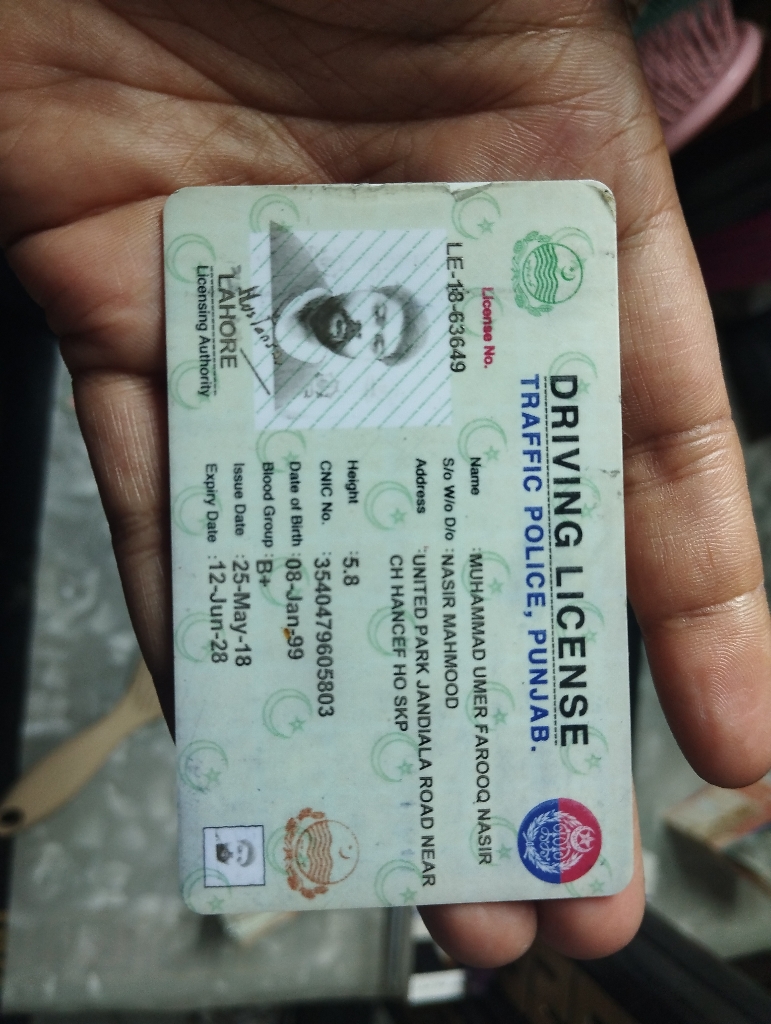 DRIVING LICENSE
TRAFFIC POLICE, PUNJAB.
License No.
LE-18-63649
Name :MUHAMMAD UMER FAROOQ NASIR
S/o W/o D/o :NASIR MAHMOOD
Address :UNITED PARK JANDIALA ROAD NEAR
CH HANCEF HO SKP
Height :5.8
CNIC No. :3540479605803
Date of Birth :08-Jan-99
Blood Group :B+
Issue Date :25-May-18
Expiry Date :12-Jun-28
LAHORE
Licensing Authority